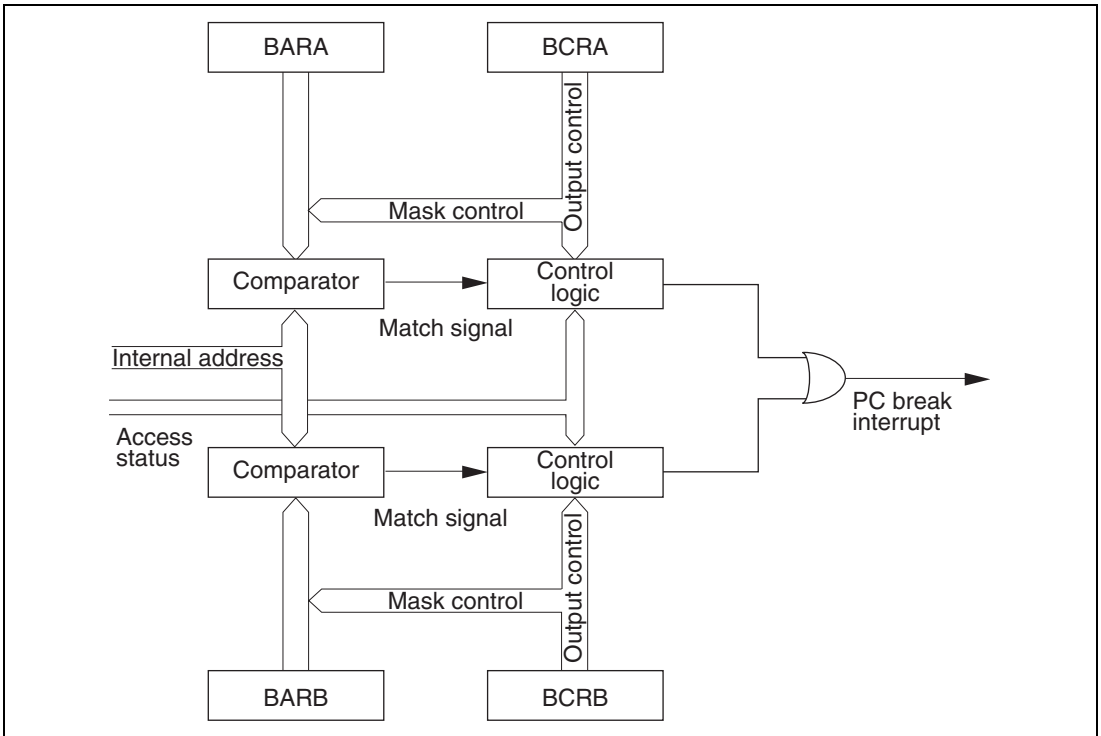 BARA
BCRA
Output control
Mask control
Comparator
Control
logic
Match signal
Internal address
Access
status
PC break
interrupt
Comparator
Control
logic
Match signal
Mask control
Output control
BARB
BCRB